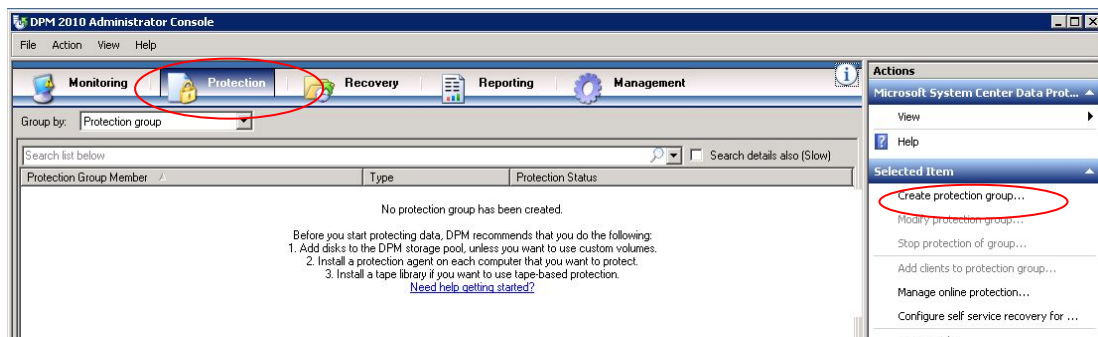 DPM 2010 Administrator Console
File Action View Help
Monitoring Protection Recovery Reporting Management
Group by: Protection group
Search list below
Search details also (Slow)
Protection Group Member Type Protection Status
No protection group has been created.
Before you start protecting data, DPM recommends that you do the following:
1. Add disks to the DPM storage pool, unless you want to use custom volumes.
2. Install a protection agent on each computer that you want to protect.
3. Install a tape library if you want to use tape-based protection.
Need help getting started?
Actions
Microsoft System Center Data Prot...
View
Help
Selected Item
Create protection group...
Modify protection group...
Stop protection of group...
Add clients to protection group...
Manage online protection...
Configure self service recovery for ...